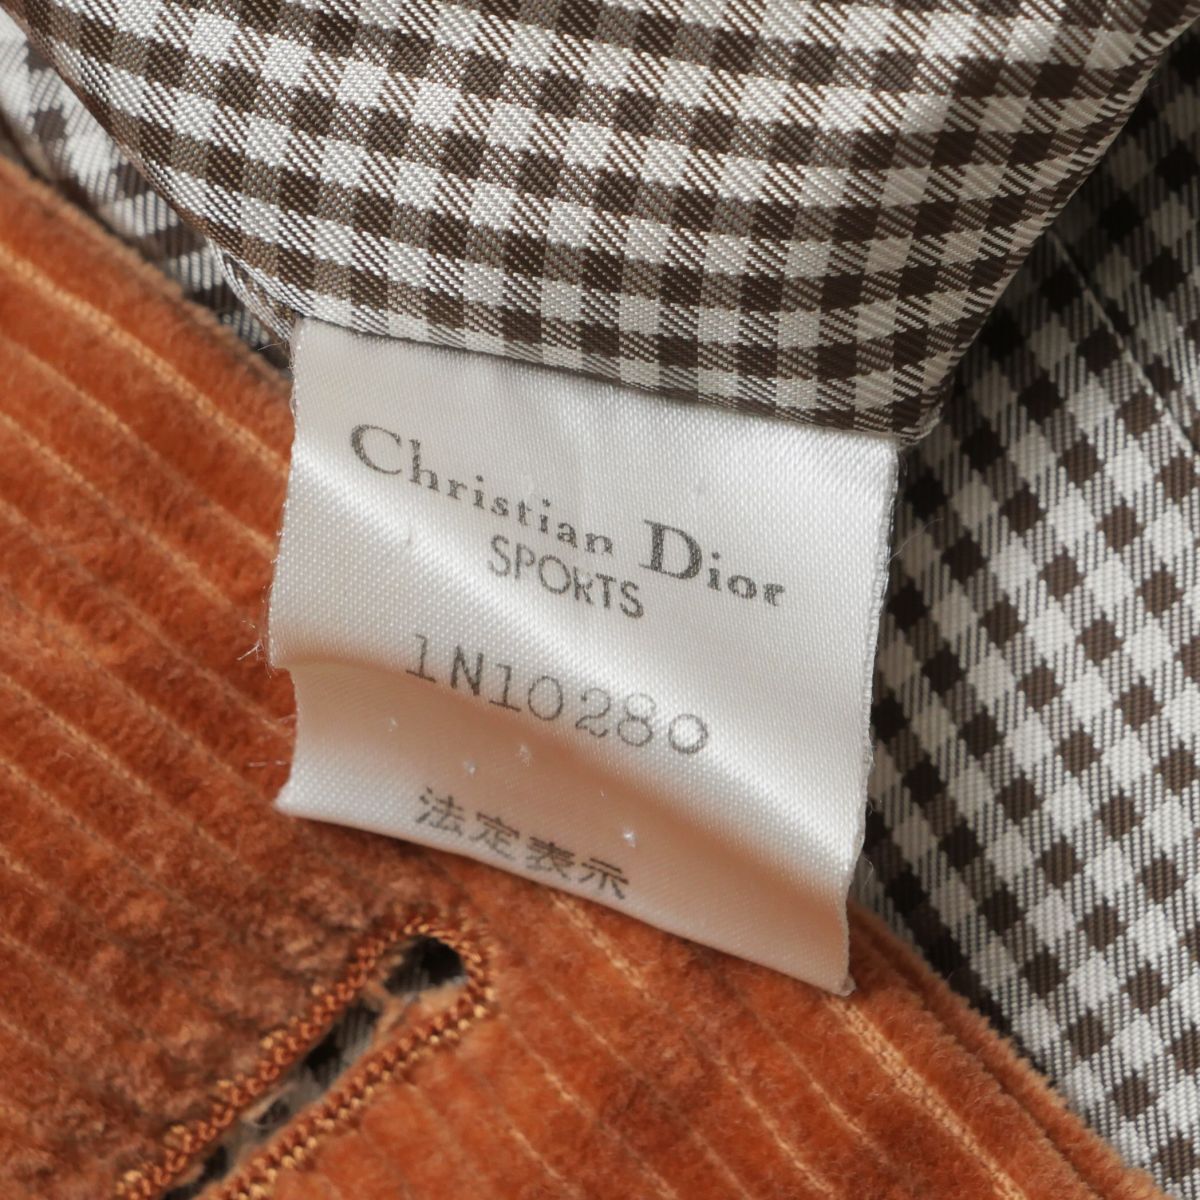 Christian Dior
SPORTS
1N10280
法定表示